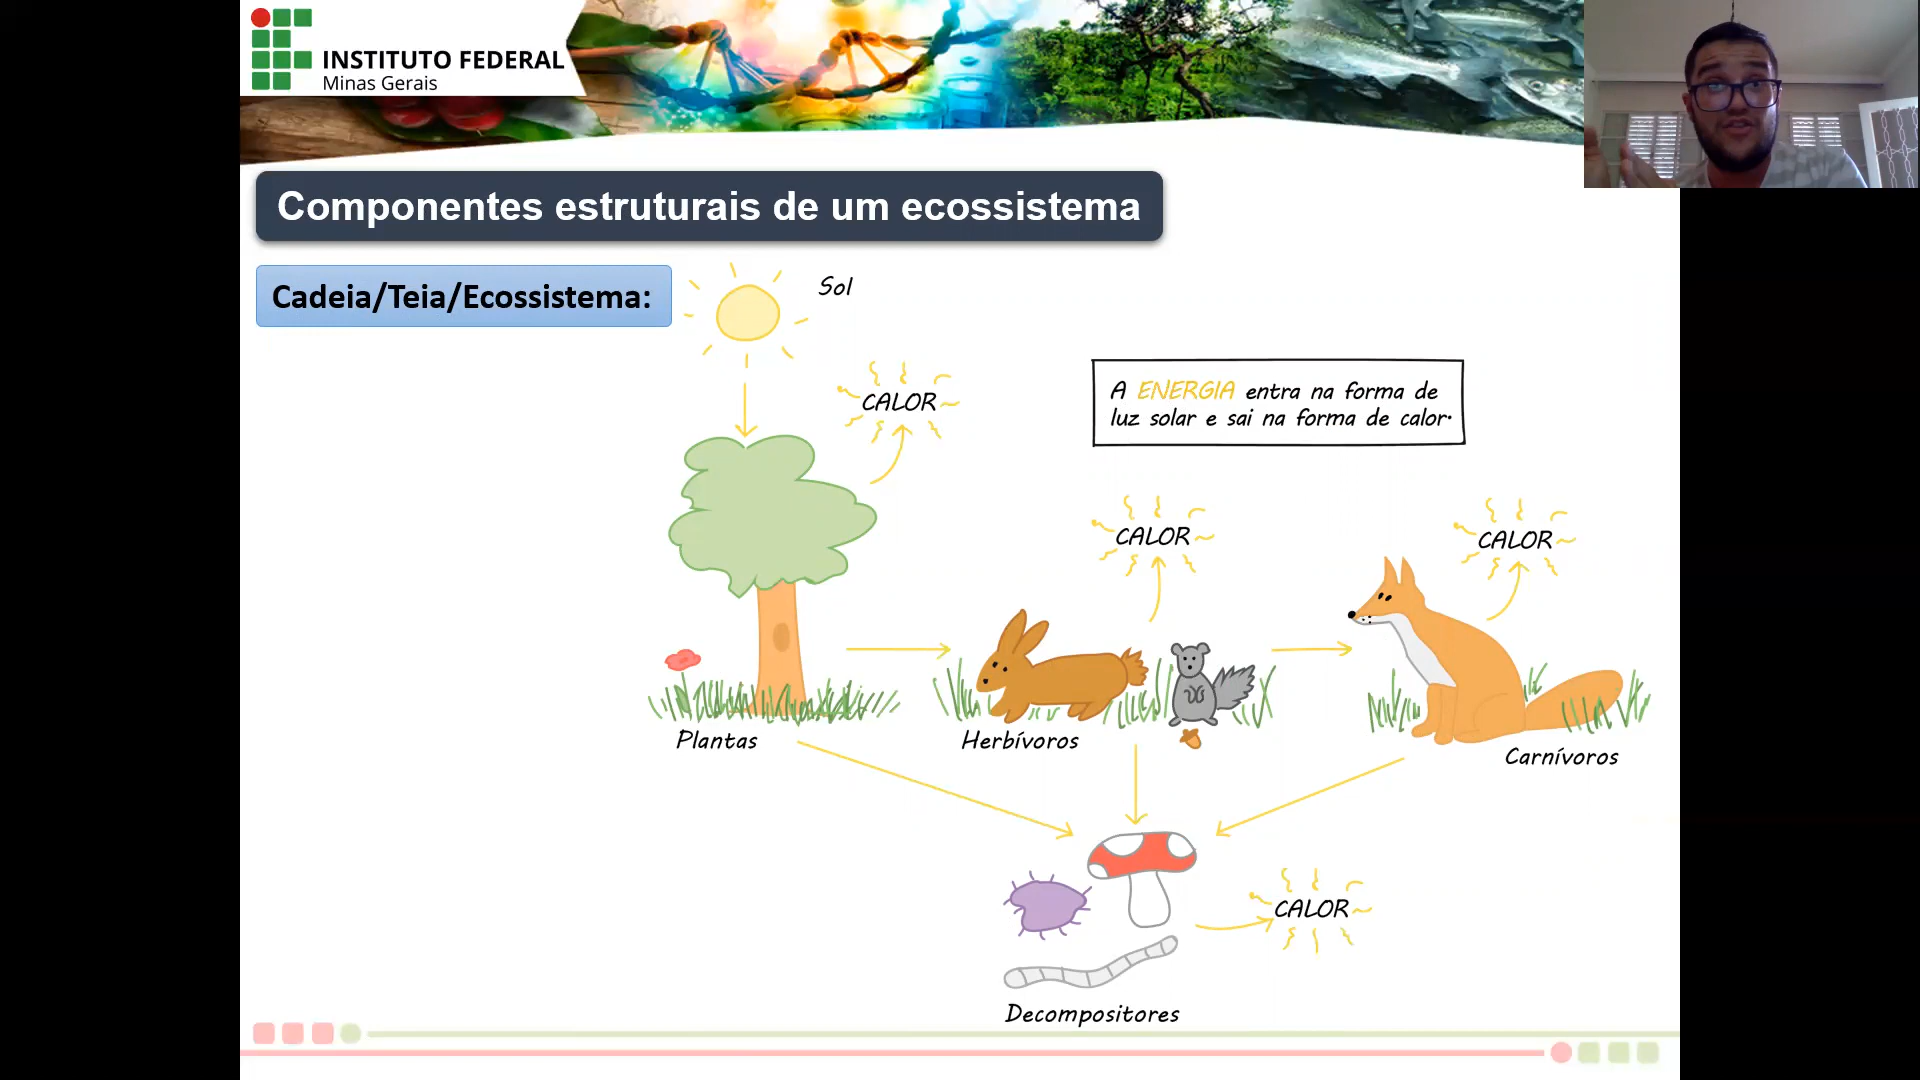 INSTITUTO FEDERAL
Minas Gerais
Componentes estruturais de um ecossistema
Cadeia/Teia/Ecossistema:
Sol
CALOR
A ENERGIA entra na forma de
luz solar e sai na forma de calor.
CALOR
CALOR
Plantas
Herbívoros
Carnívoros
CALOR
Decompositores